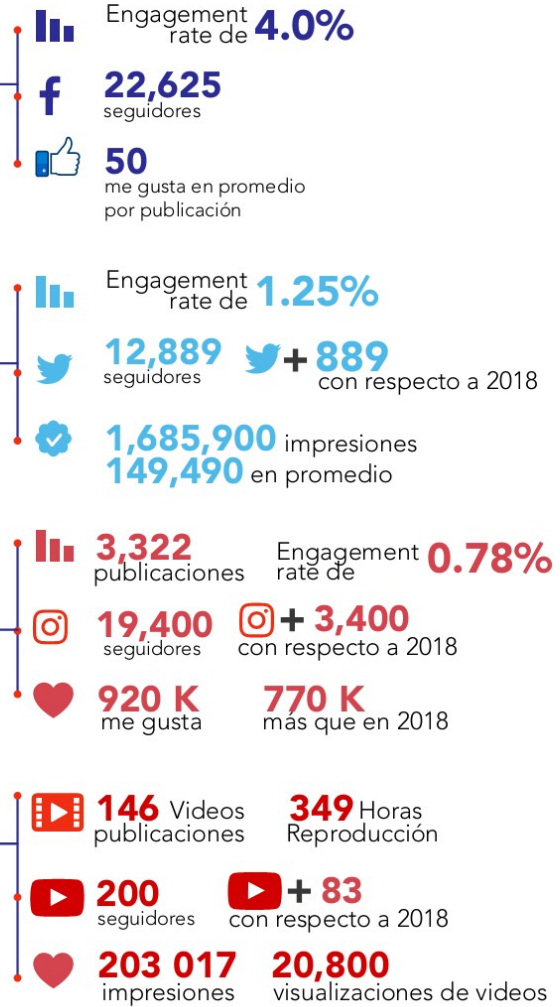 Engagement
rate de 4.0%
22,625
seguidores
50
me gusta en promedio
por publicación
Engagement
rate de 1.25%
12,889
seguidores
+ 889
con respecto a 2018
1,685,900 impresiones
149,490 en promedio
3,322
publicaciones
Engagement
rate de 0.78%
19,400
seguidores
+ 3,400
con respecto a 2018
920 K
me gusta
770 K
más que en 2018
146 Videos
publicaciones
349 Horas
Reproducción
200
seguidores
+ 83
con respecto a 2018
203 017
impresiones
20,800
visualizaciones de videos